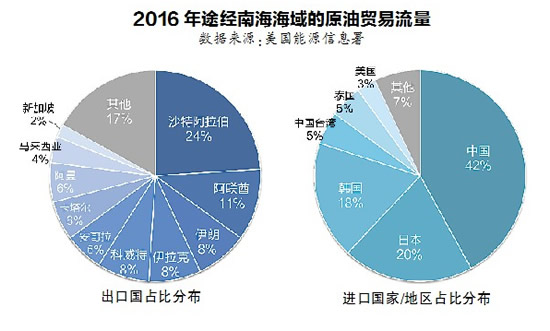 2016 年途经南海海域的原油贸易流量
数据来源：美国能源信息署
沙特阿拉伯
24%
阿联酋
11%
伊朗
8%
伊拉克
8%
科威特
8%
安哥拉
6%
卡塔尔
6%
阿曼
6%
马来西亚
4%
新加坡
2%
其他
17%
出口国占比分布
中国
42%
日本
20%
韩国
18%
中国台湾
5%
泰国
5%
美国
3%
其他
7%
进口国家/地区占比分布